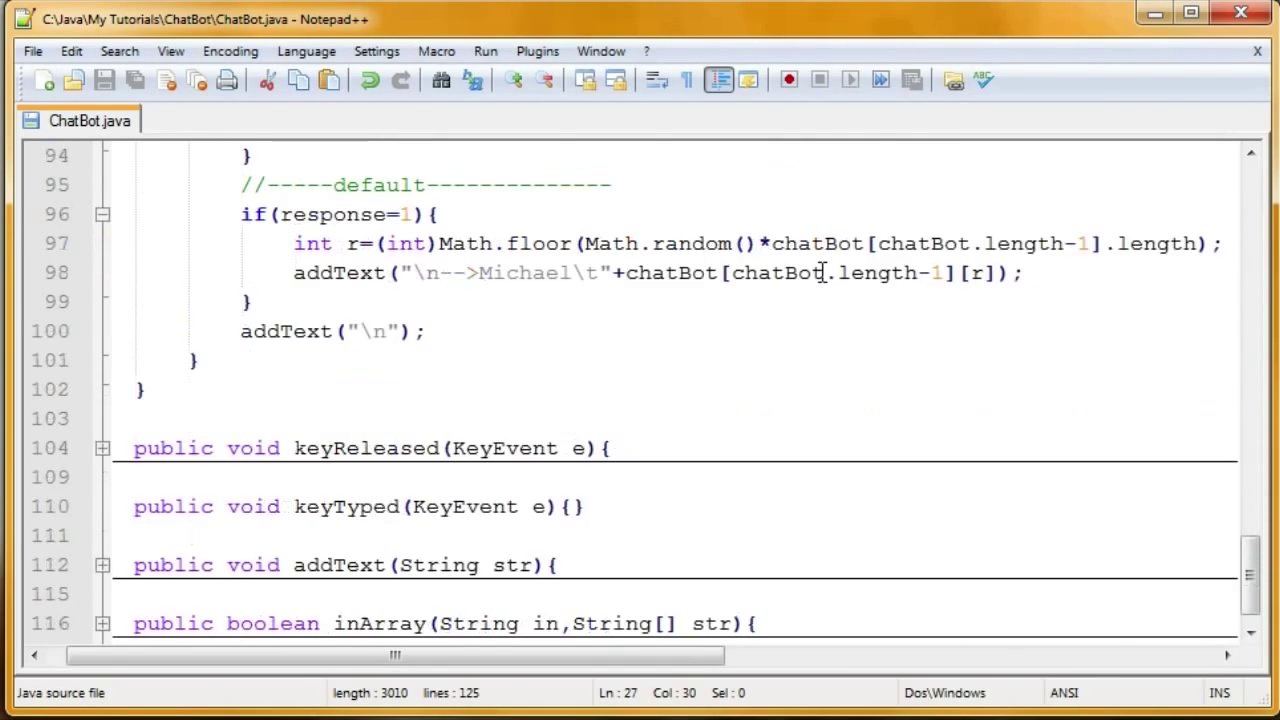 C:\Java\My Tutorials\ChatBot\ChatBot.java - Notepad++
File Edit Search View Encoding Language Settings Macro Run Plugins Window ? X
ABC
ChatBot.java
94 }
95 //-----default--------------
96 if(response=1){
97 int r=(int)Math.floor(Math.random()*chatBot[chatBot.length-1].length);
98 addText("\n-->Michael\t"+chatBot[chatBot.length-1][r]);
99 }
100 addText("\n");
101 }
102 }
103
104 public void keyReleased(KeyEvent e){
109
110 public void keyTyped(KeyEvent e){}
111
112 public void addText(String str){
115
116 public boolean inArray(String in,String[] str){
Java source file length : 3010 lines : 125 Ln : 27 Col : 30 Sel : 0 Dos\Windows ANSI INS